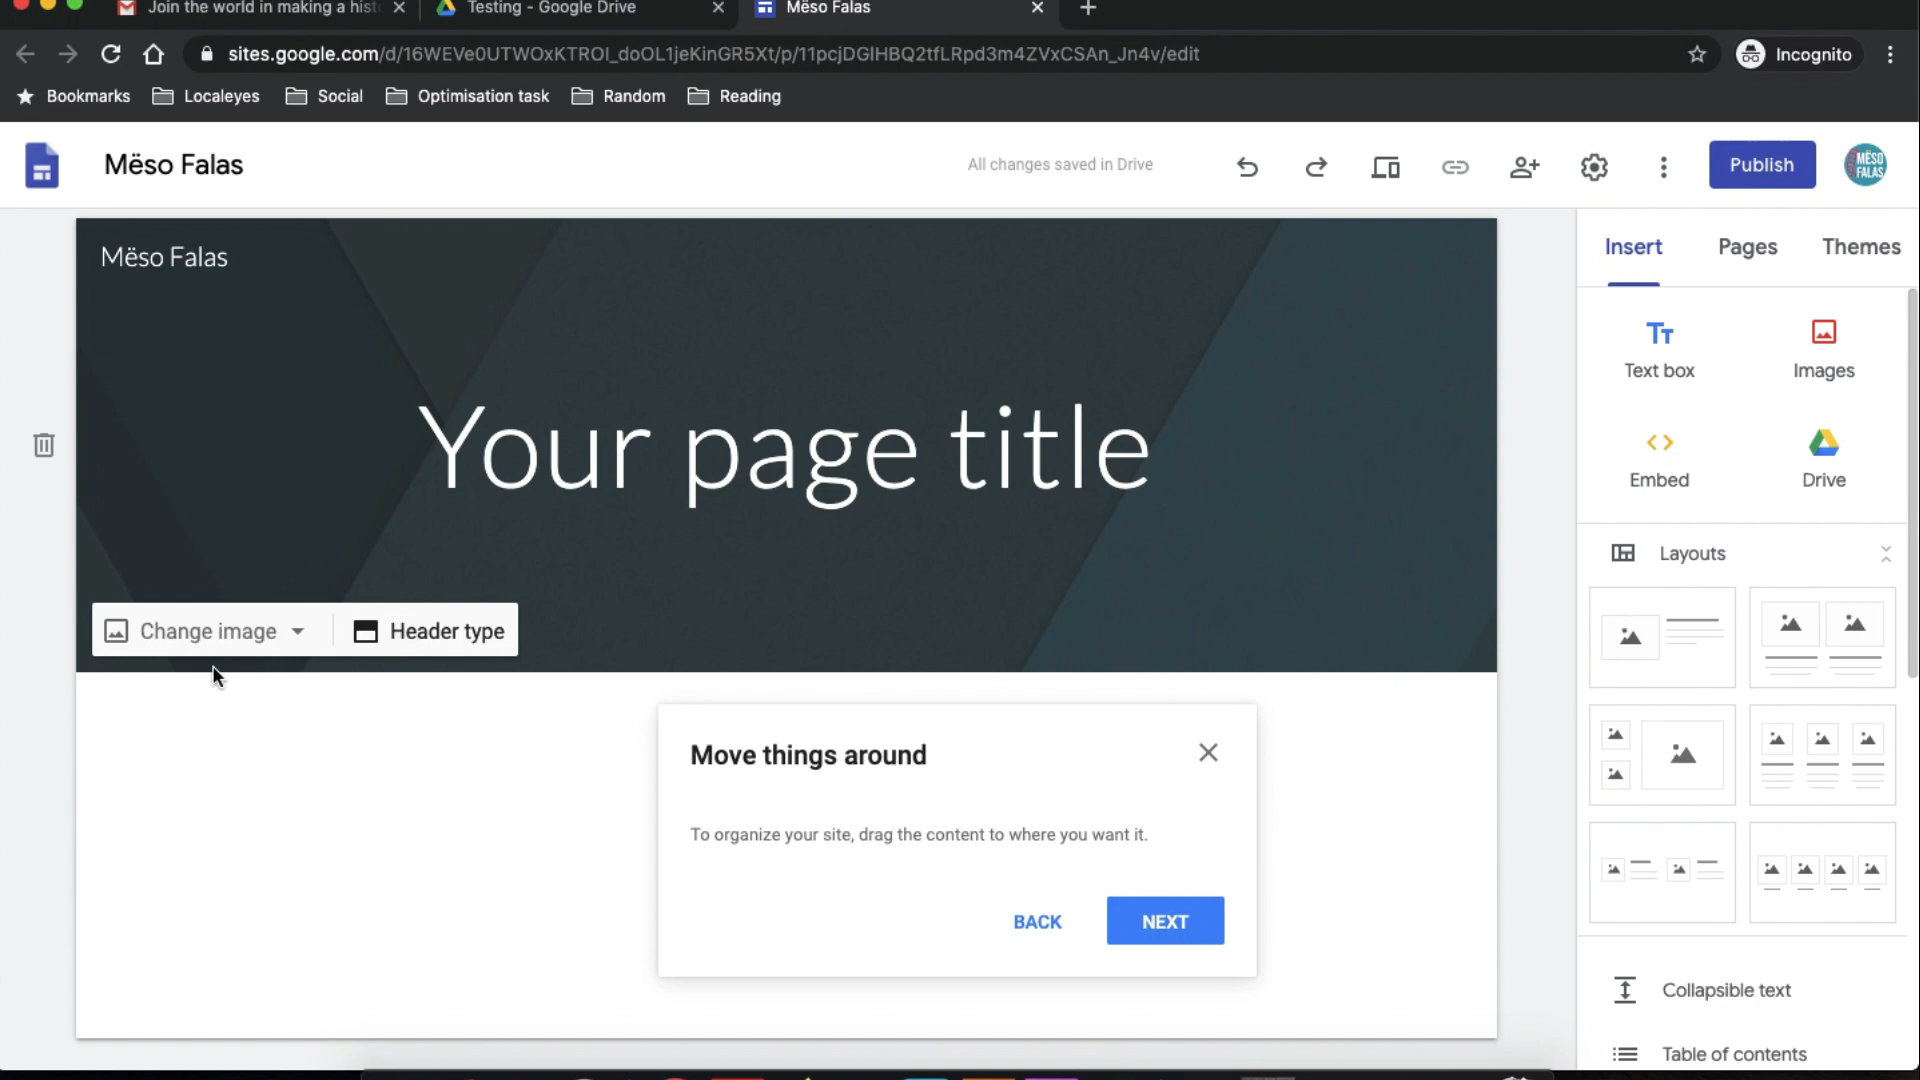 Join the world in making a hist
Testing - Google Drive
Mëso Falas
sites.google.com/d/16WEVe0UTWOxKTROI_doOL1jeKinGR5Xt/p/11pcjDGlHBQ2tfLRpd3m4ZVxCSAn_Jn4v/edit
Incognito
Bookmarks
Localeyes
Social
Optimisation task
Random
Reading
Mëso Falas
All changes saved in Drive
Publish
MËSO
FALAS
Mëso Falas
Your page title
Change image
Header type
Move things around
To organize your site, drag the content to where you want it.
BACK
NEXT
Insert
Pages
Themes
Text box
Images
Embed
Drive
Layouts
Collapsible text
Table of contents